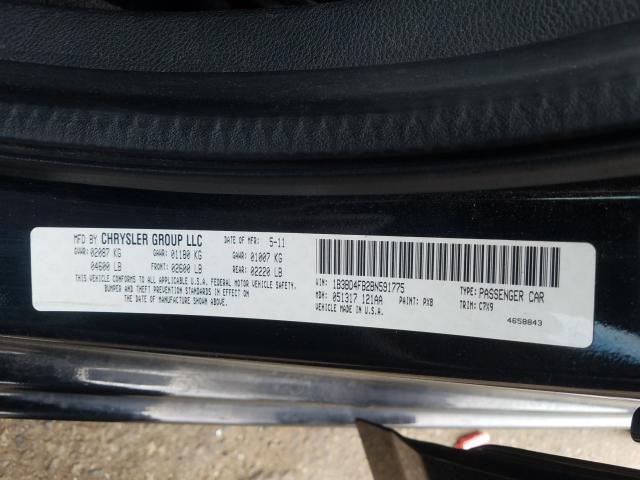 MFD BY CHRYSLER GROUP LLC DATE OF MFR: 5-11
GVWR: 02087 KG GAWR: 01180 KG GAWR: 01007 KG
04600 LB FRONT: 02600 LB REAR: 02220 LB
THIS VEHICLE CONFORMS TO ALL APPLICABLE U.S.A. FEDERAL MOTOR VEHICLE SAFETY,
BUMPER AND THEFT PREVENTION STANDARDS IN EFFECT ON
THE DATE OF MANUFACTURE SHOWN ABOVE.
VIN: 1B3BD4FB2BN591775 TYPE: PASSENGER CAR
MDH: 051317 121AA PAINT: PX8 TRIM: C7X9
VEHICLE MADE IN U.S.A. 4658843